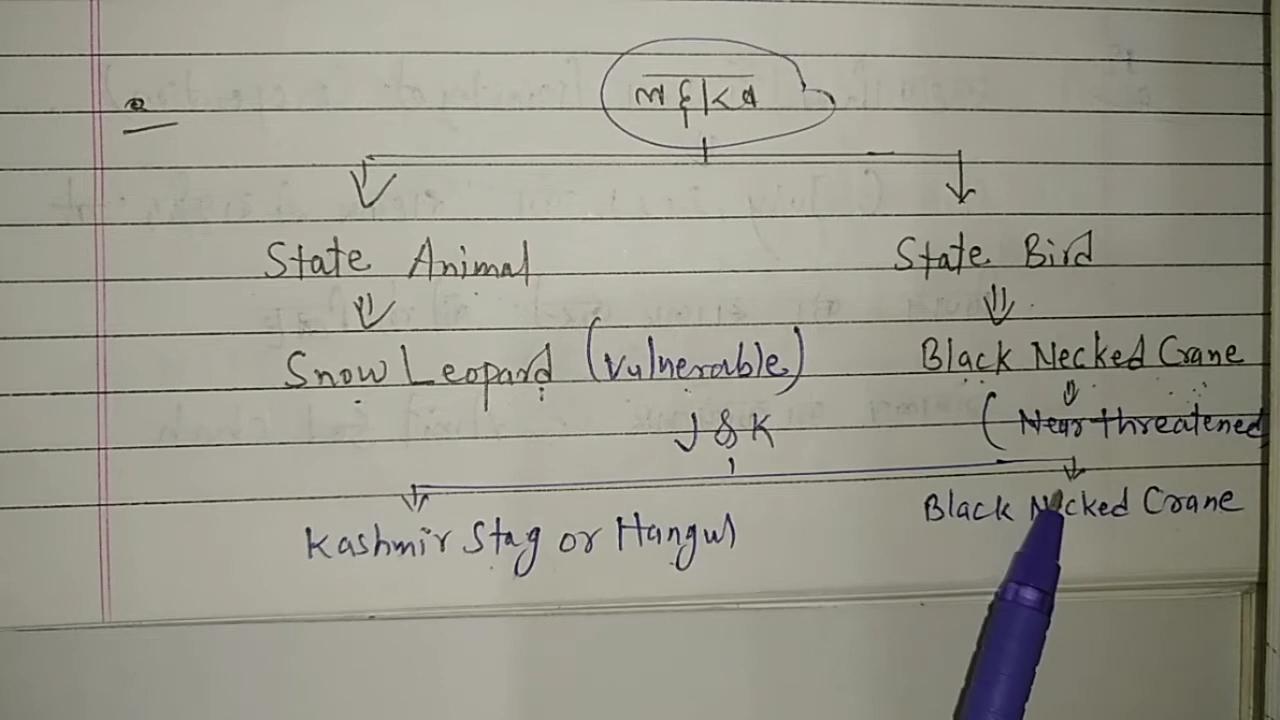 लद्दाख
State Animal State Bird
Snow Leopard (Vulnerable) Black Necked Crane
(Near threatened
J & K
Kashmir Stag or Hangul Black Necked Crane